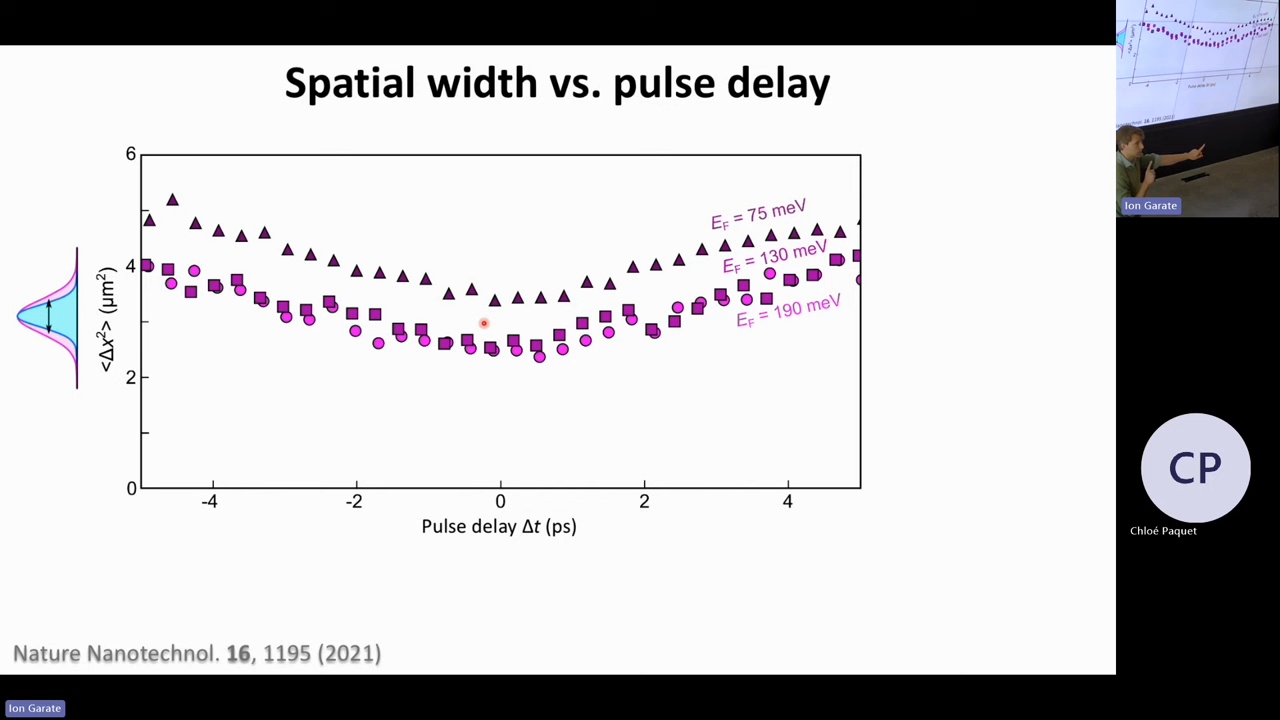 Spatial width vs. pulse delay
6
4
2
0
<Δx²> (µm²)
E_F = 75 meV
E_F = 130 meV
E_F = 190 meV
-4
-2
0
2
4
Pulse delay Δt (ps)
Nature Nanotechnol. 16, 1195 (2021)
Ion Garate
Ion Garate
CP
Chloé Paquet